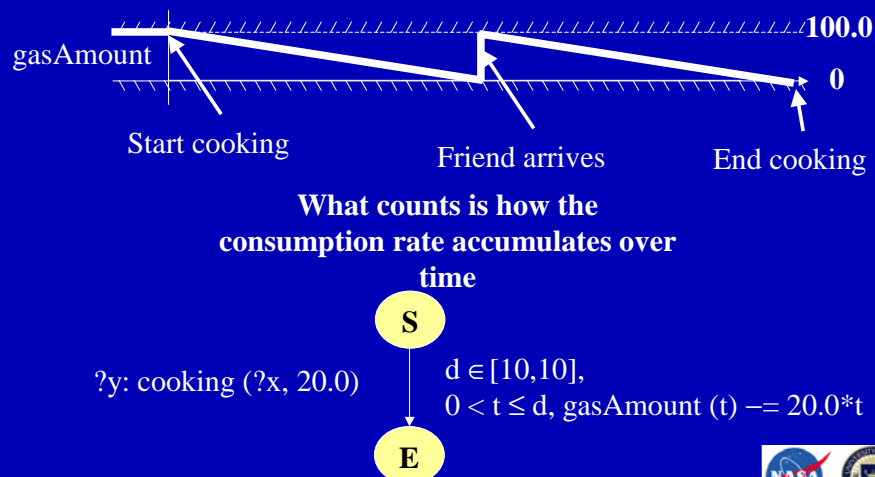 100.0
gasAmount
0
Start cooking
Friend arrives
End cooking
What counts is how the
consumption rate accumulates over
time
S
?y: cooking (?x, 20.0)
d ∈ [10,10],
0 < t ≤ d, gasAmount (t) −= 20.0*t
E
NASA